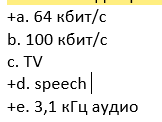 +a. 64 кбит/с
b. 100 кбит/с
c. TV
+d. speech
+e. 3,1 кГц аудио